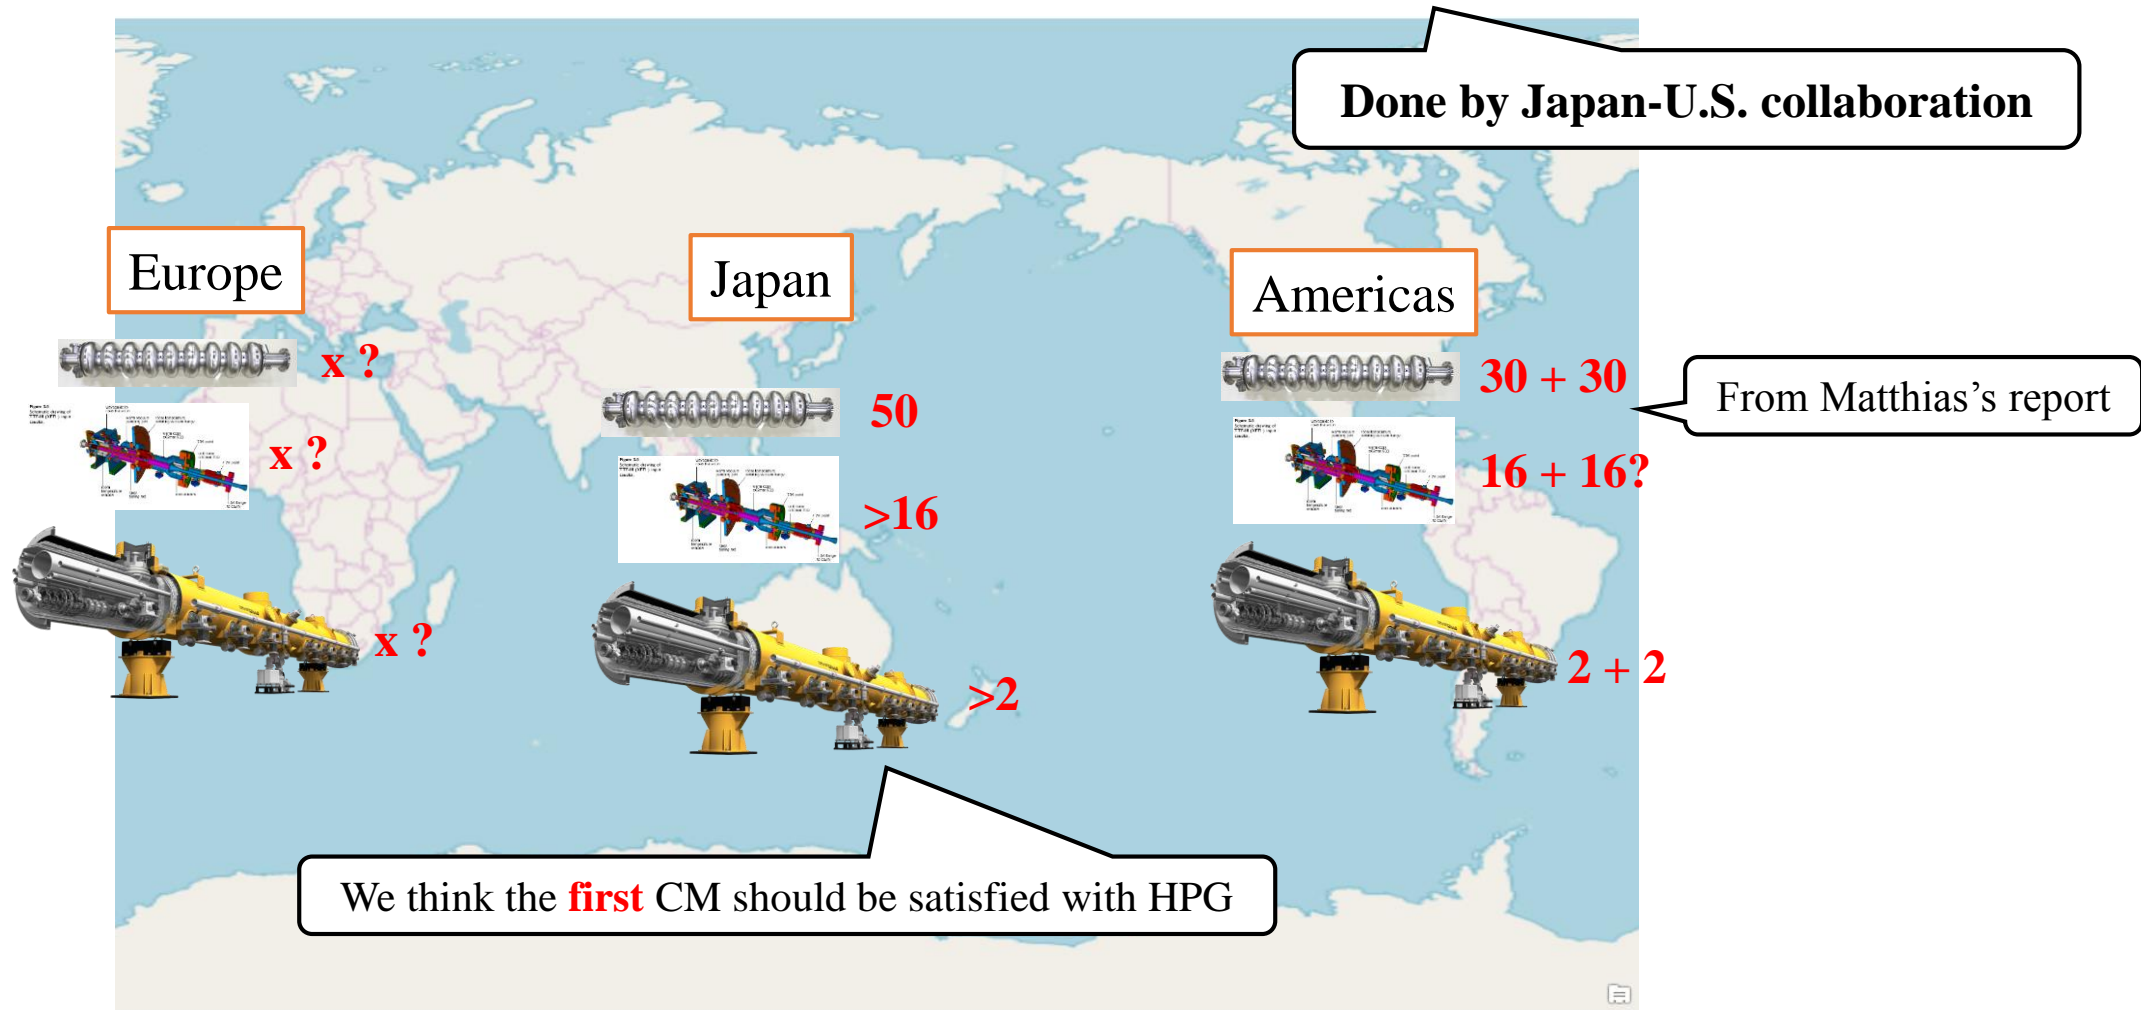 Done by Japan-U.S. collaboration
Europe
Japan
Americas
x ?
50
30 + 30
From Matthias's report
x ?
>16
16 + 16?
x ?
>2
2 + 2
We think the first CM should be satisfied with HPG